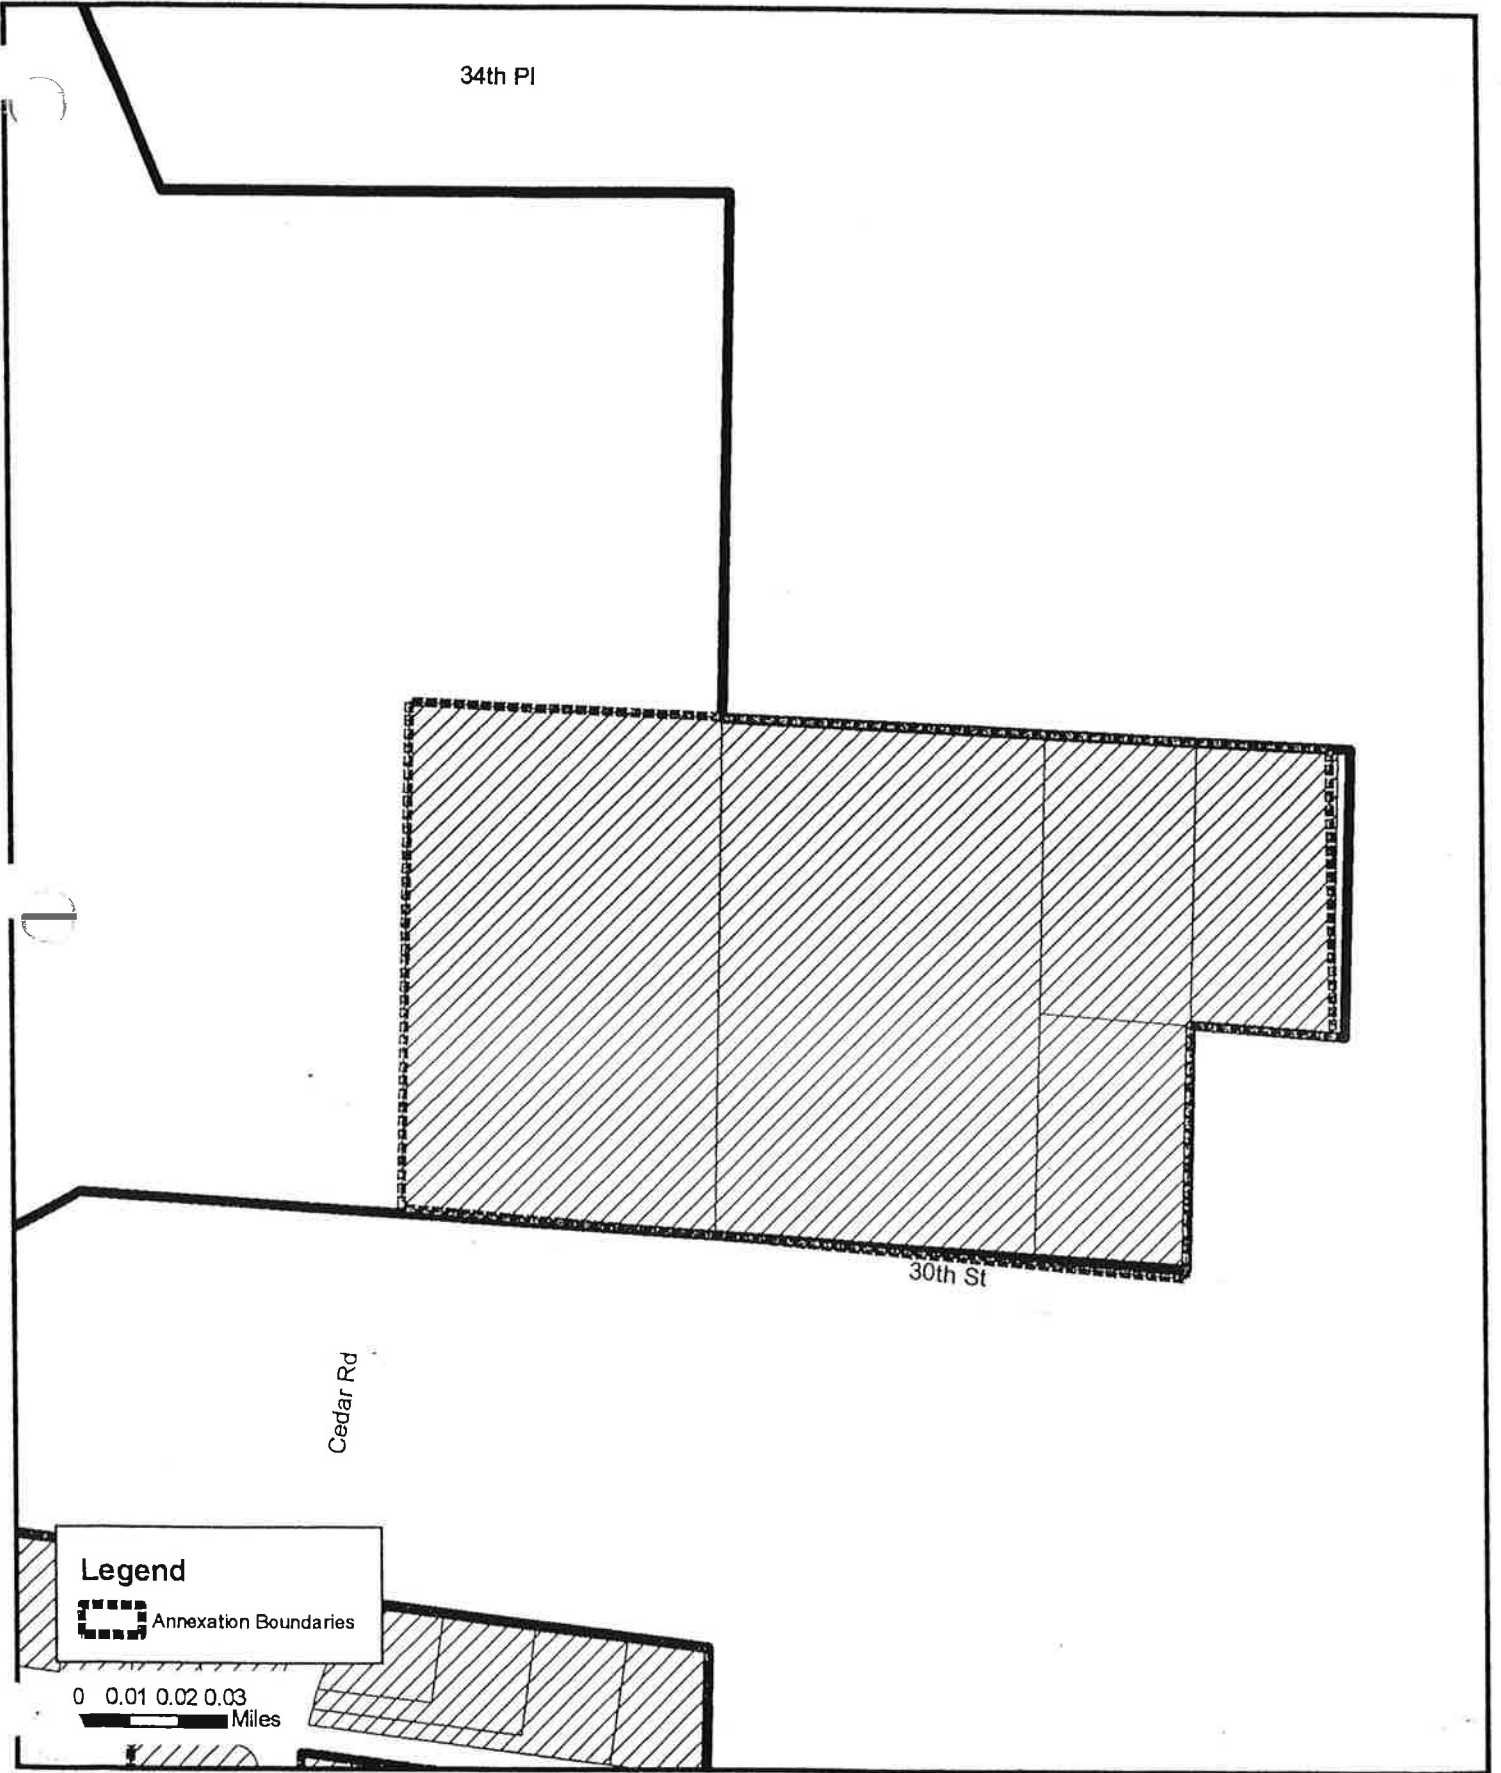 34th Pl
30th St
Cedar Rd
Legend
Annexation Boundaries
0 0.01 0.02 0.03
Miles